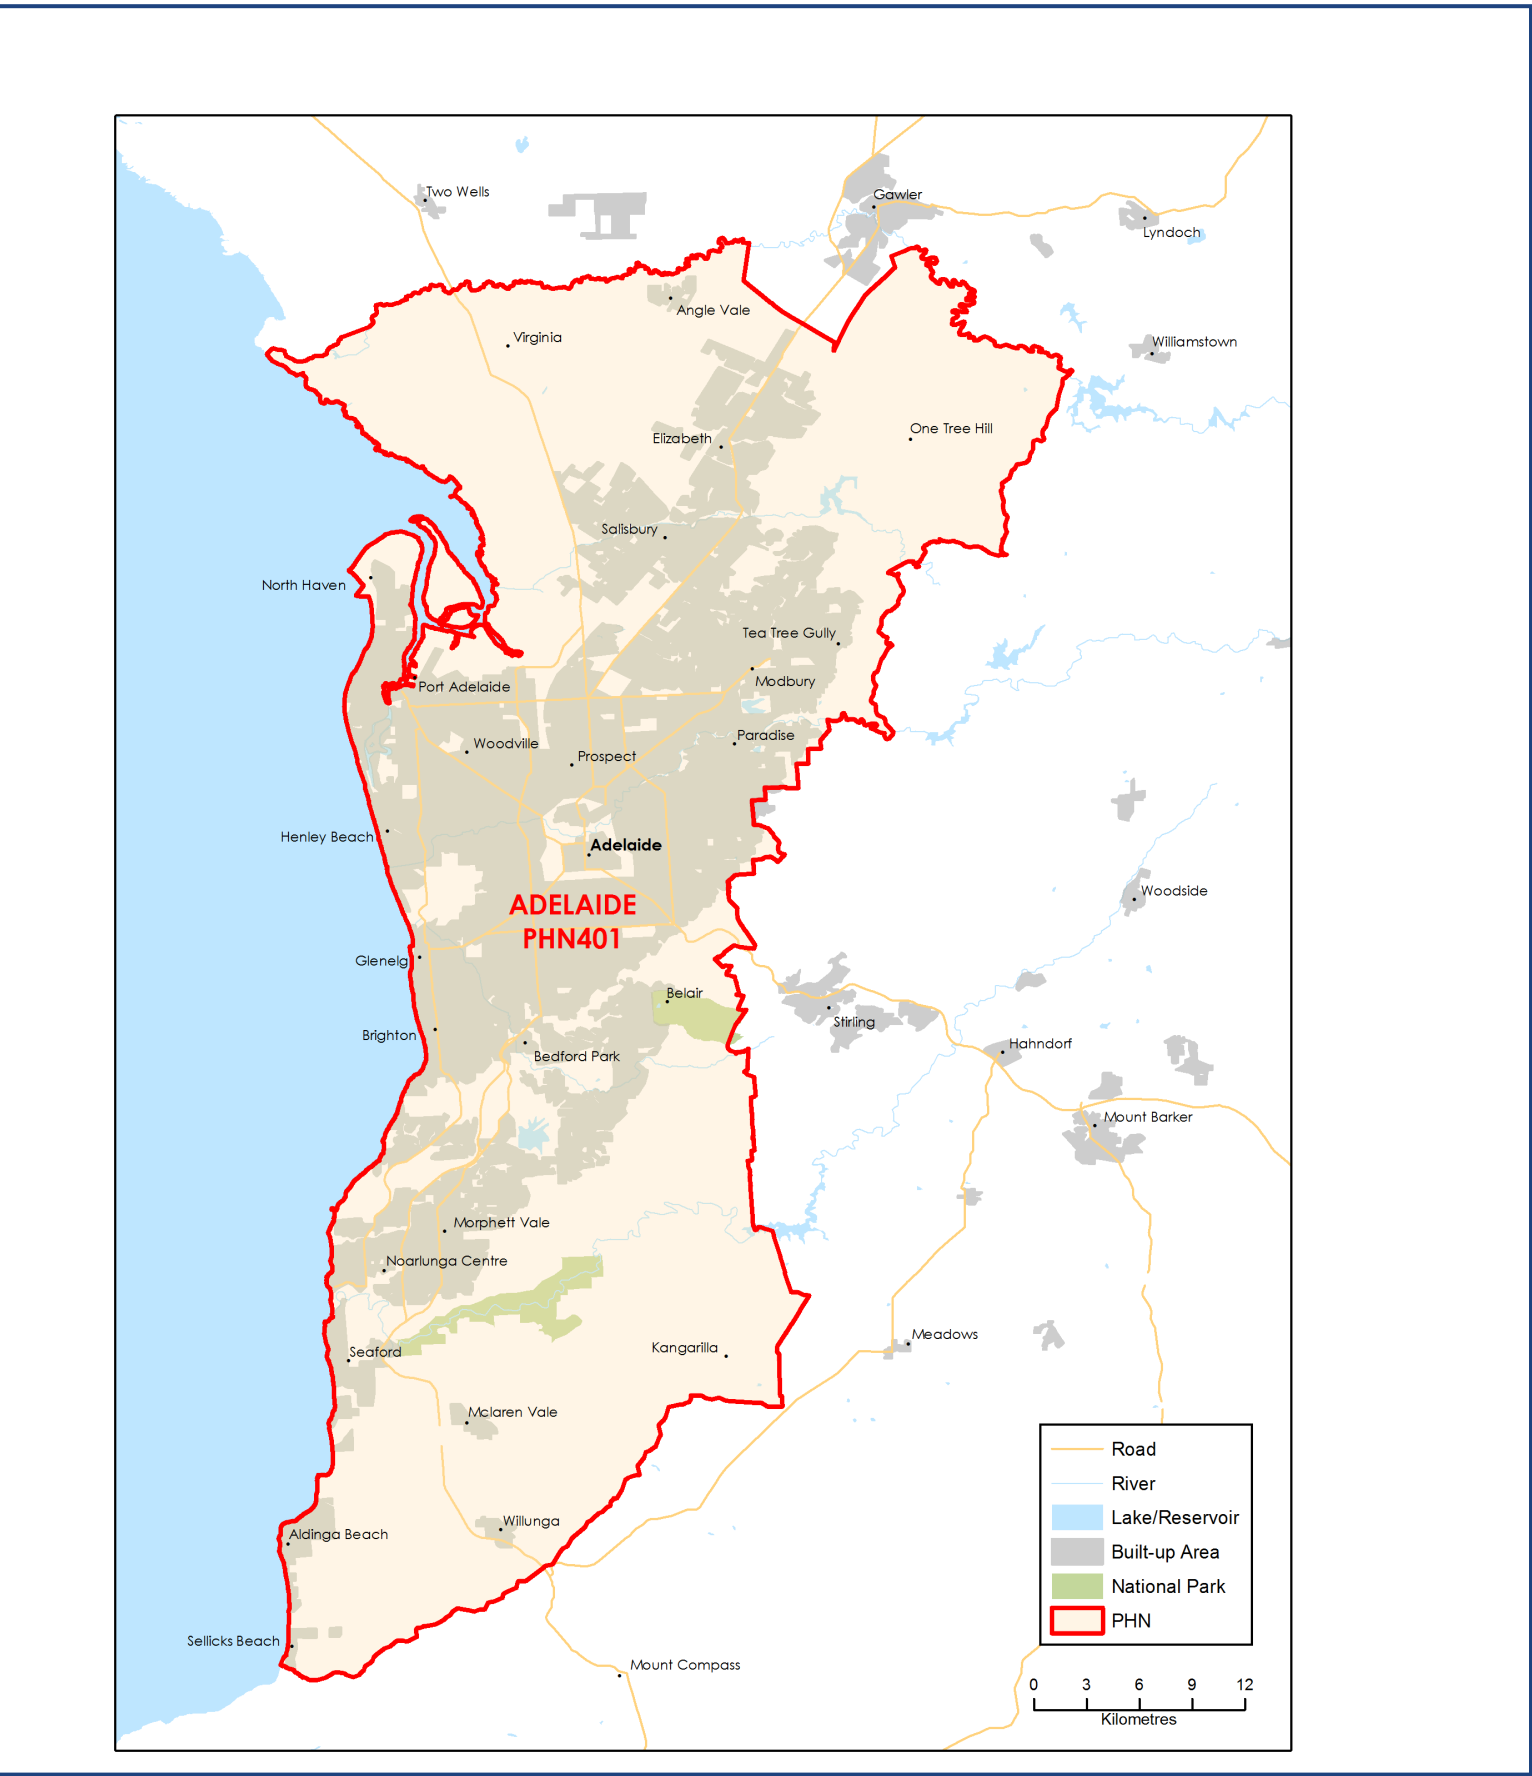 Two Wells
Gawler
Lyndoch
Angle Vale
Virginia
Williamstown
One Tree Hill
Elizabeth
Salisbury
North Haven
Tea Tree Gully
Modbury
Port Adelaide
Paradise
Woodville
Prospect
Henley Beach
Adelaide
Woodside
ADELAIDE
PHN401
Glenelg
Belair
Stirling
Brighton
Hahndorf
Bedford Park
Mount Barker
Morphett Vale
Noarlunga Centre
Meadows
Kangarilla
Seaford
Mclaren Vale
Willunga
Aldinga Beach
Sellicks Beach
Mount Compass
Road
River
Lake/Reservoir
Built-up Area
National Park
PHN
0 3 6 9 12
Kilometres